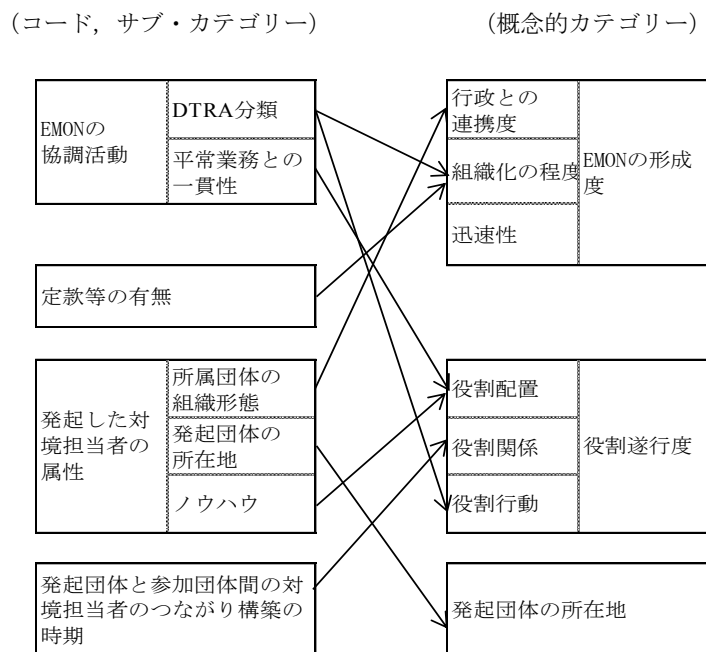 (コード，サブ・カテゴリー)
(概念的カテゴリー)
EMONの
協調活動
DTRA分類
平常業務との
一貫性
定款等の有無
発起した対
境担当者の
属性
所属団体の
組織形態
発起団体の
所在地
ノウハウ
発起団体と参加団体間の対
境担当者のつながり構築の
時期
行政との
連携度
組織化の程度
迅速性
EMONの形成
度
役割配置
役割関係
役割行動
役割遂行度
発起団体の所在地